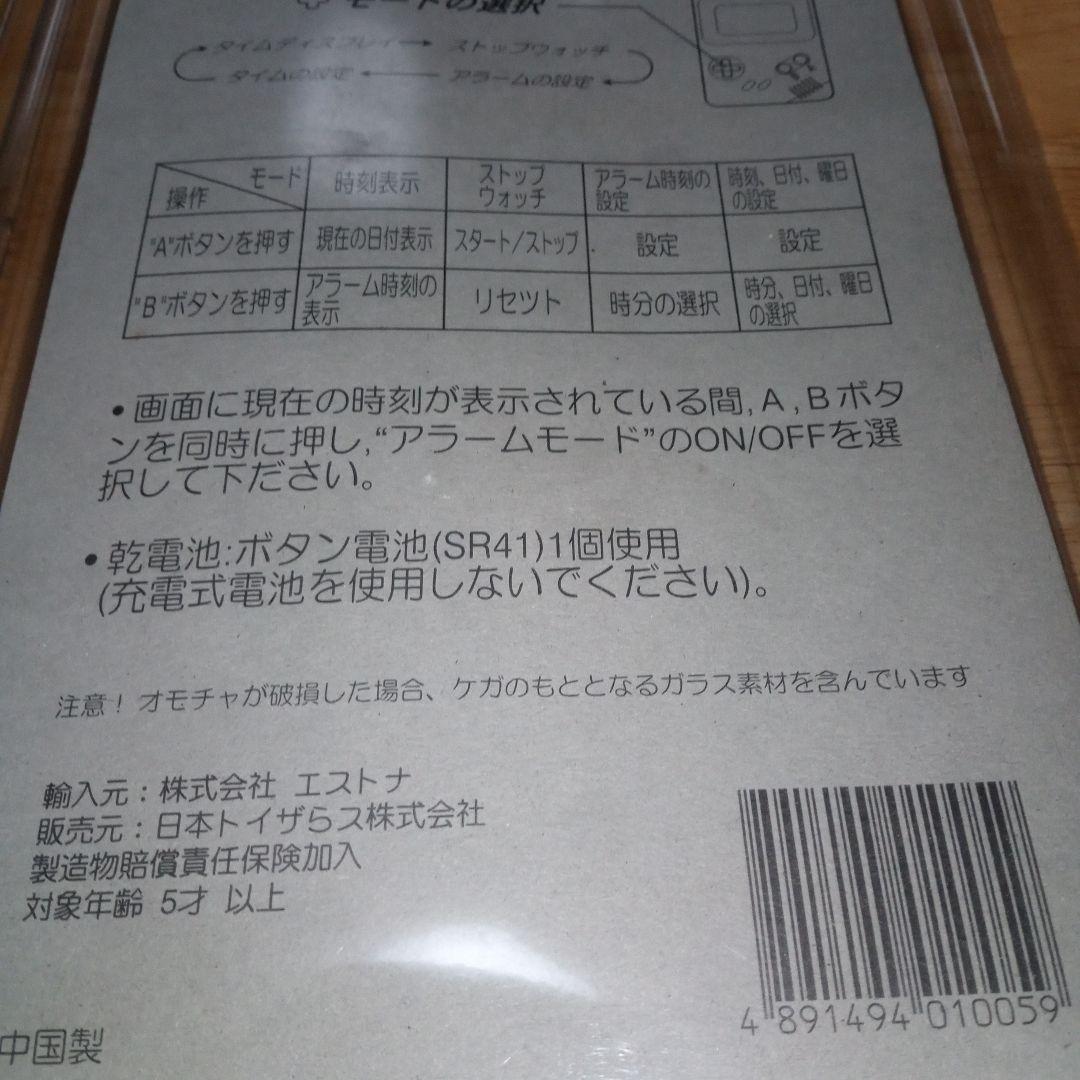 モードの選択
タイムディスプレイ ストップウォッチ
タイムの設定 アラームの設定
モード 操作 時刻表示 ストップウォッチ アラーム時刻の設定 時刻、日付、曜日の設定
"A"ボタンを押す 現在の日付表示 スタート/ストップ 設定 設定
"B"ボタンを押す アラーム時刻の表示 リセット 時分の選択 時分、日付、曜日の選択
•画面に現在の時刻が表示されている間,A,Bボタ
ンを同時に押し,“アラームモード”のON/OFFを選
択して下ださい。
•乾電池:ボタン電池(SR41)1個使用
(充電式電池を使用しないでください)。
注意！オモチャが破損した場合、ケガのもととなるガラス素材を含んでいます
輸入元：株式会社 エストナ
販売元：日本トイザらス株式会社
製造物賠償責任保険加入
対象年齢 5才 以上
4 891494 010059
中国製